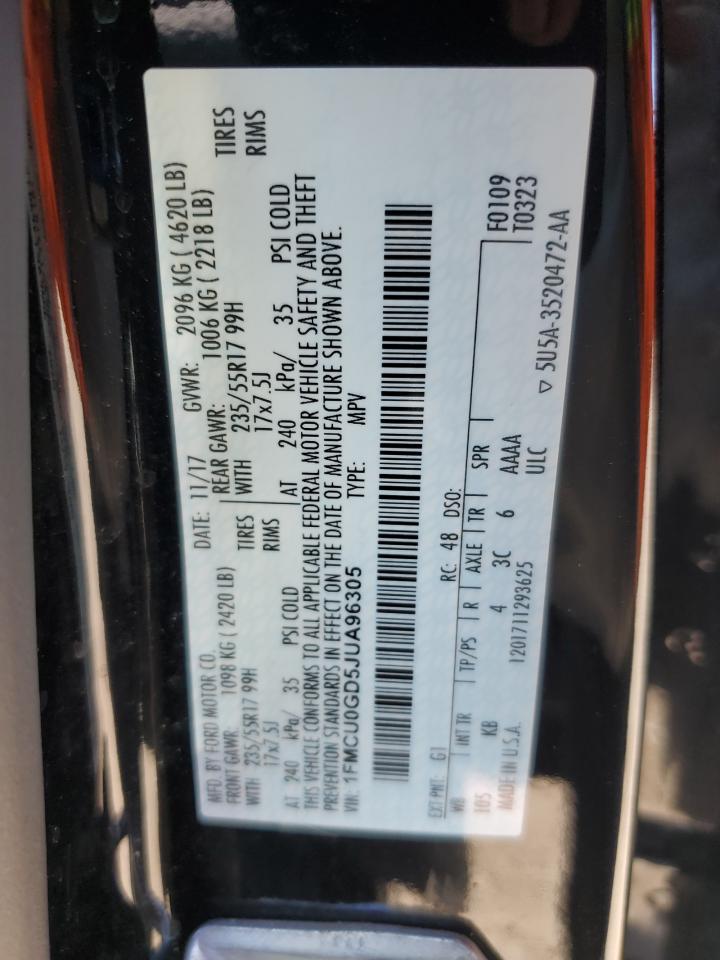 MFD. BY FORD MOTOR CO.
DATE: 11/17 GVWR: 2096 KG ( 4620 LB)
FRONT GAWR: 1098 KG ( 2420 LB) REAR GAWR: 1006 KG ( 2218 LB)
WITH 235/55R17 99H TIRES WITH 235/55R17 99H TIRES
17x7.5J RIMS 17x7.5J RIMS
AT 240 kPa/ 35 PSI COLD AT 240 kPa/ 35 PSI COLD
THIS VEHICLE CONFORMS TO ALL APPLICABLE FEDERAL MOTOR VEHICLE SAFETY AND THEFT
PREVENTION STANDARDS IN EFFECT ON THE DATE OF MANUFACTURE SHOWN ABOVE.
VIN: 1FMCU0GD5JUA96305 TYPE: MPV
EXT PNT: G1 RC: 48 DSO:
WB INT TR TP/PS R AXLE TR SPR F0109
105 KB 4 3C 6 AAAA T0323
MADE IN U.S.A. 1201711293625 ULC
▽ 5U5A-3520472-AA